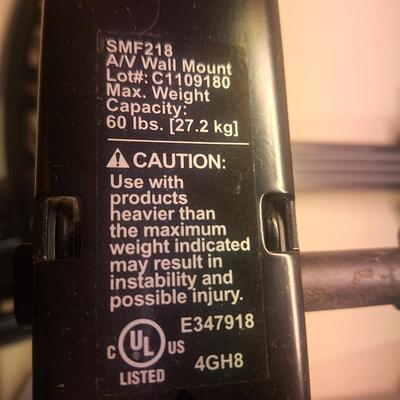 SMF218
A/V Wall Mount
Lot#: C1109180
Max. Weight
Capacity:
60 lbs. [27.2 kg]
⚠ CAUTION:
Use with
products
heavier than
the maximum
weight indicated
may result in
instability and
possible injury.
E347918
C UL US
LISTED
4GH8